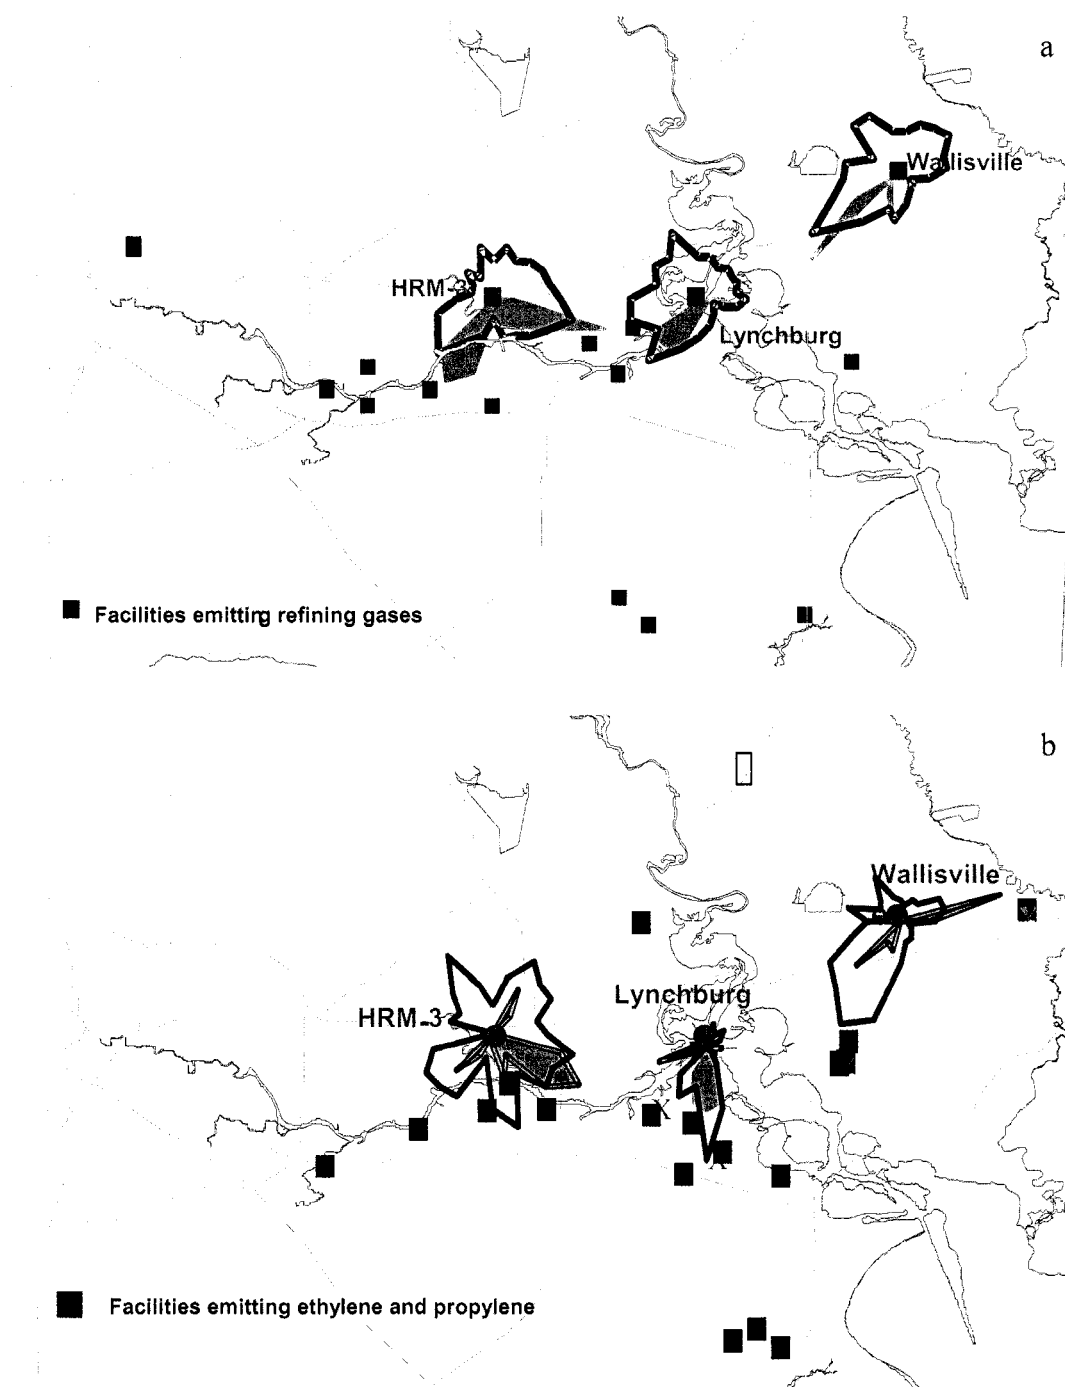 a
Wallisville
HRM-3
Lynchburg
Facilities emitting refining gases
b
Wallisville
Lynchburg
HRM-3
X
Facilities emitting ethylene and propylene